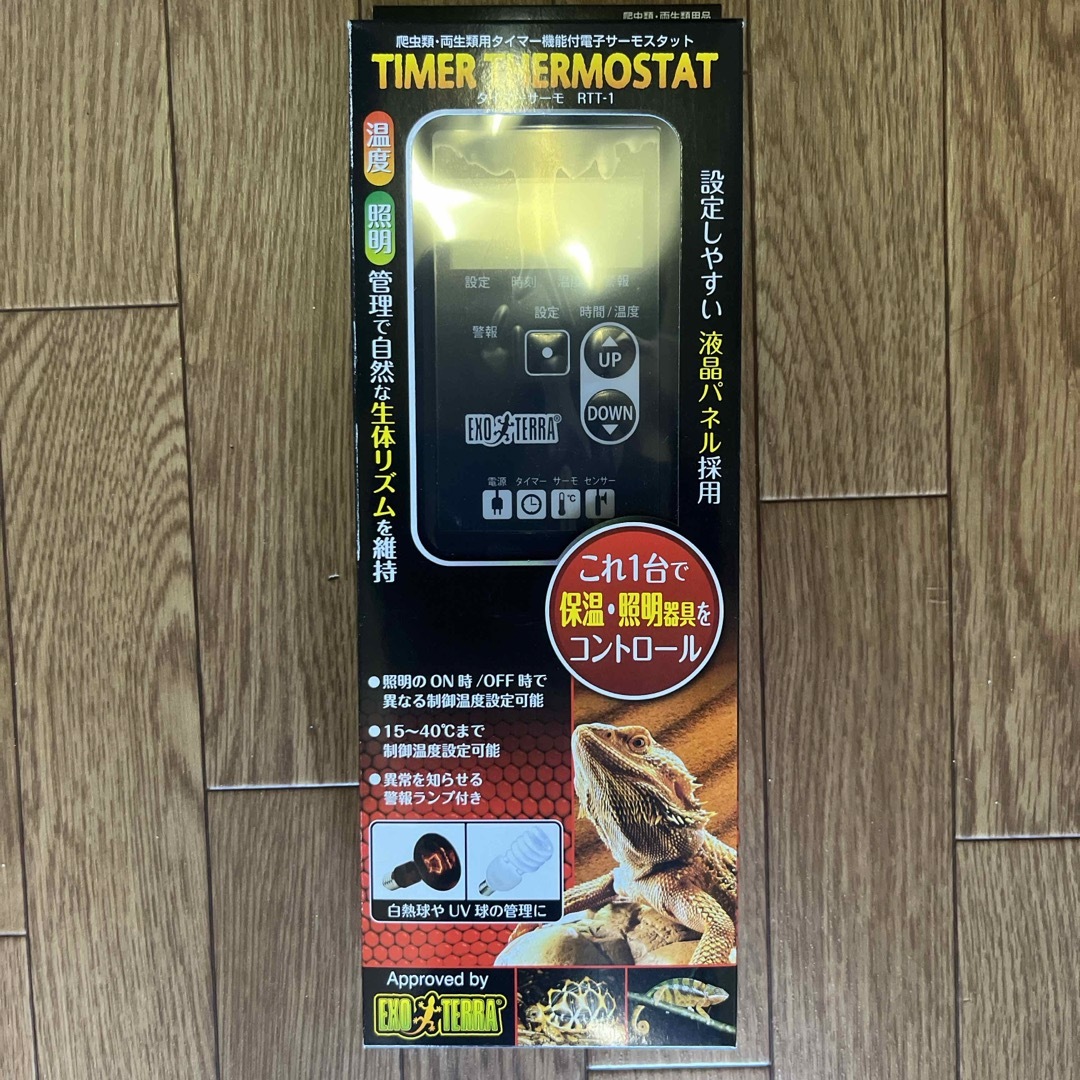 爬虫類・両生類用品
爬虫類・両生類用タイマー機能付電子サーモスタット
TIMER THERMOSTAT
サーモ RTT-1
温度
照明
管理で自然な生体リズムを維持
設定しやすい液晶パネル採用
設定 時刻 警報
設定 時間/温度
警報
UP
DOWN
EXO TERRA®
電源 タイマー サーモ センサー
°C
これ1台で
保温・照明器具を
コントロール
●照明のON時/OFF時で
異なる制御温度設定可能
●15〜40℃まで
制御温度設定可能
●異常を知らせる
警報ランプ付き
白熱球やUV球の管理に
Approved by
EXO TERRA®